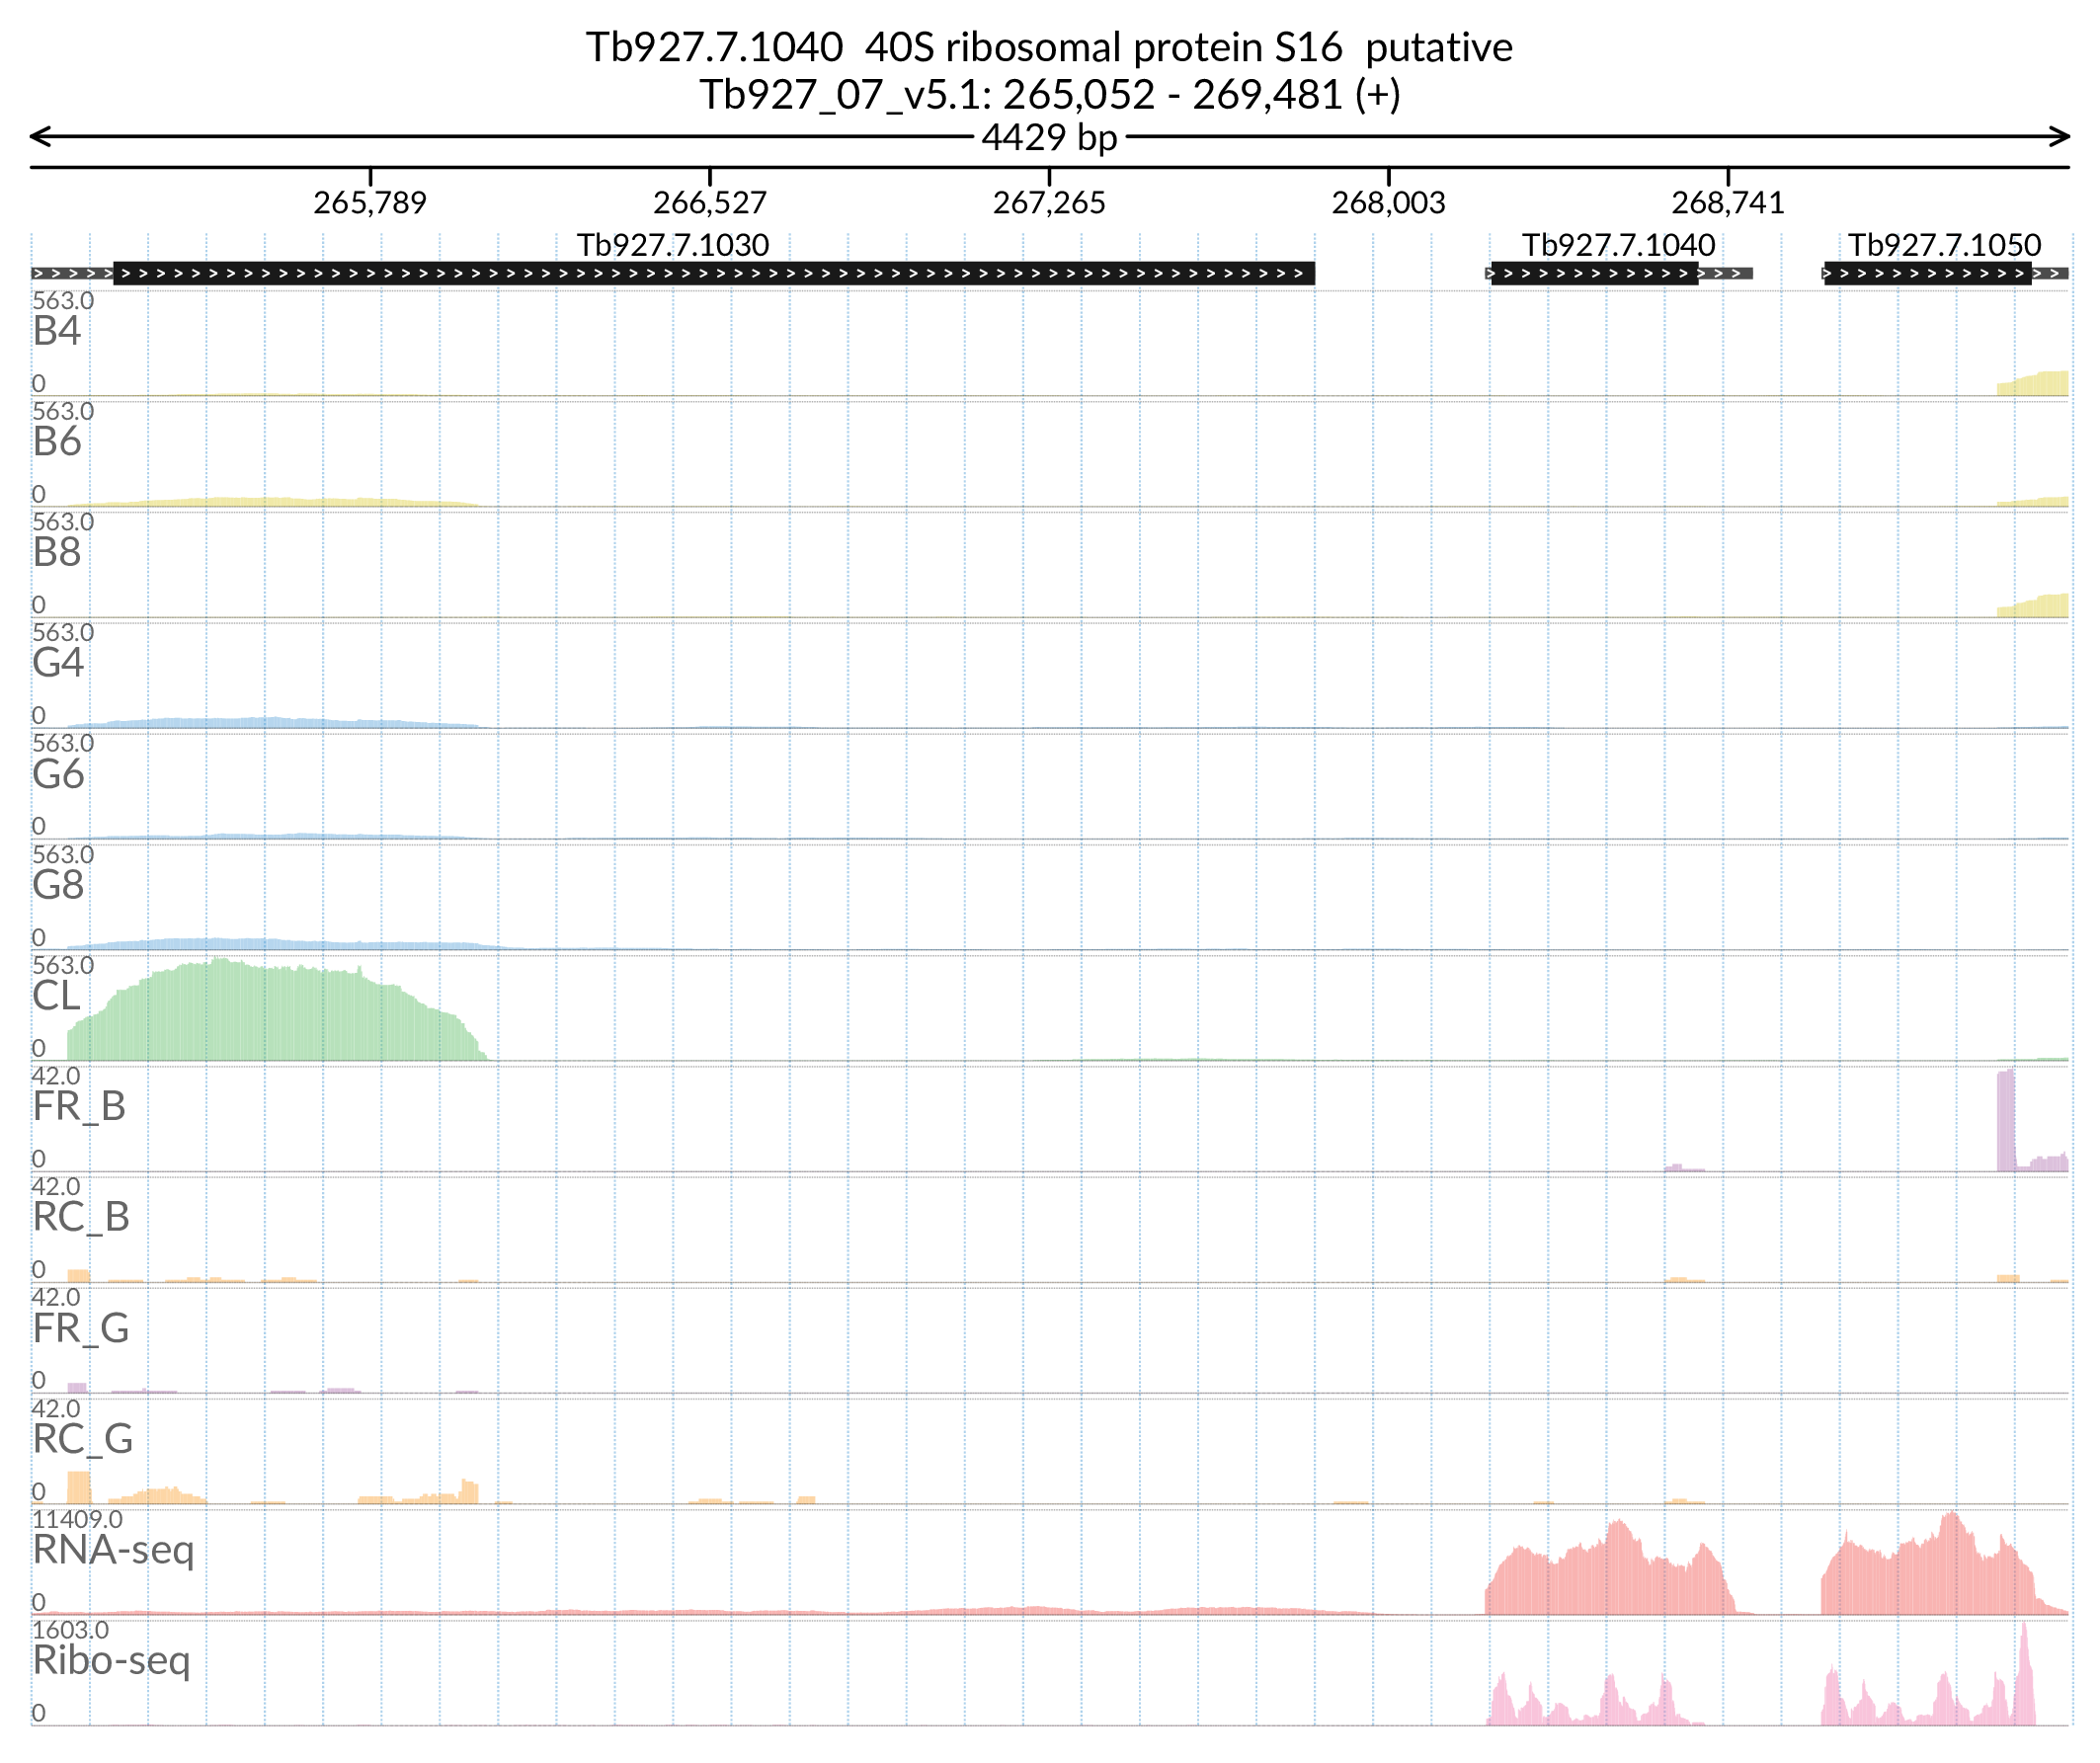 Tb927.7.1040  40S ribosomal protein S16  putative
Tb927_07_v5.1: 265,052 - 269,481 (+)
4429 bp
265,789 266,527 267,265 268,003 268,741
Tb927.7.1030 Tb927.7.1040 Tb927.7.1050
563.0
B4
0
563.0
B6
0
563.0
B8
0
563.0
G4
0
563.0
G6
0
563.0
G8
0
563.0
CL
0
42.0
FR_B
0
42.0
RC_B
0
42.0
FR_G
0
42.0
RC_G
0
11409.0
RNA-seq
0
1603.0
Ribo-seq
0